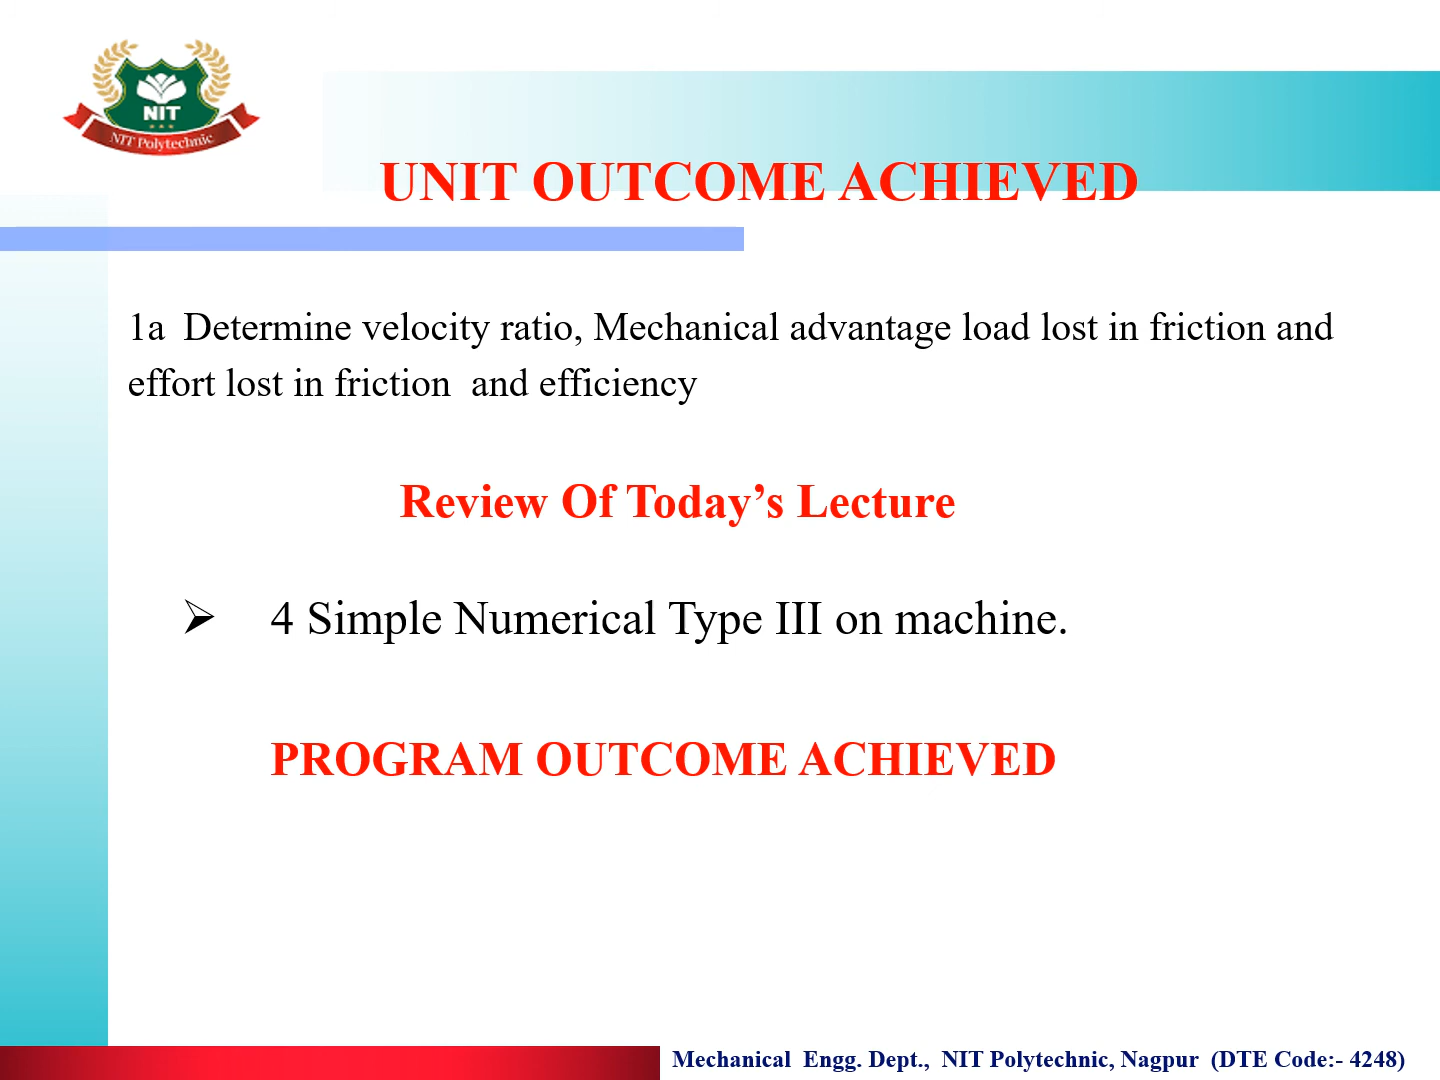 NIT
NIT Polytechnic
UNIT OUTCOME ACHIEVED
1a  Determine velocity ratio, Mechanical advantage load lost in friction and
effort lost in friction  and efficiency
Review Of Today’s Lecture
➢ 4 Simple Numerical Type III on machine.
PROGRAM OUTCOME ACHIEVED
Mechanical  Engg. Dept.,  NIT Polytechnic, Nagpur  (DTE Code:- 4248)